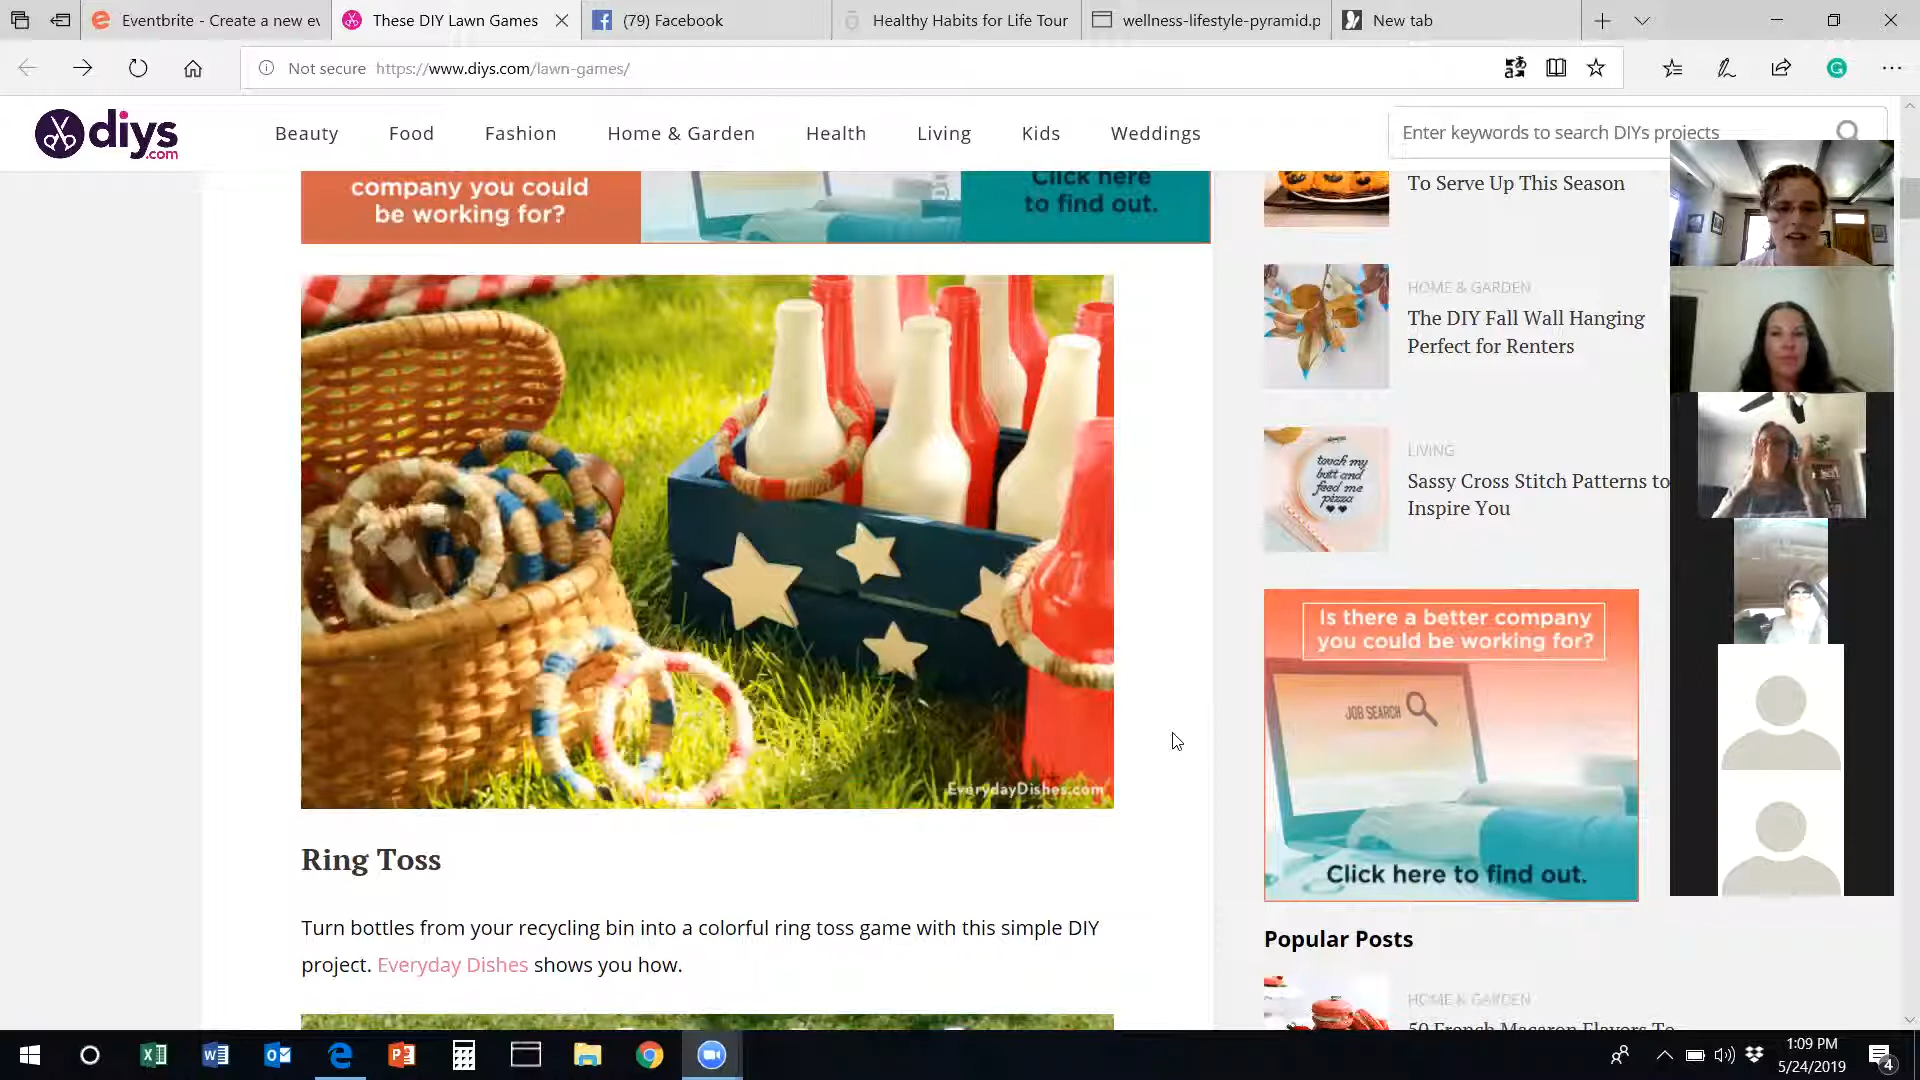 Eventbrite - Create a new ev
These DIY Lawn Games
(79) Facebook
Healthy Habits for Life Tour
wellness-lifestyle-pyramid.p
New tab
Not secure https://www.diys.com/lawn-games/
diys
.com
Beauty
Food
Fashion
Home & Garden
Health
Living
Kids
Weddings
Enter keywords to search DIYs projects
company you could
be working for?
Click here
to find out.
To Serve Up This Season
HOME & GARDEN
The DIY Fall Wall Hanging
Perfect for Renters
touch my
butt and
feed me
pizza
LIVING
Sassy Cross Stitch Patterns to
Inspire You
Is there a better company
you could be working for?
JOB SEARCH
Click here to find out.
EverydayDishes.com
Ring Toss
Turn bottles from your recycling bin into a colorful ring toss game with this simple DIY
project. Everyday Dishes shows you how.
Popular Posts
HOME & GARDEN
50 French Macaron Flavors To
1:09 PM
5/24/2019
4